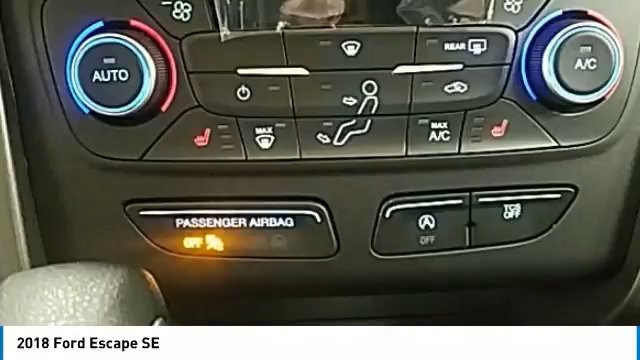 AUTO
REAR
A/C
MAX
MAX
A/C
PASSENGER AIRBAG
OFF
OFF
TCS
OFF
2018 Ford Escape SE